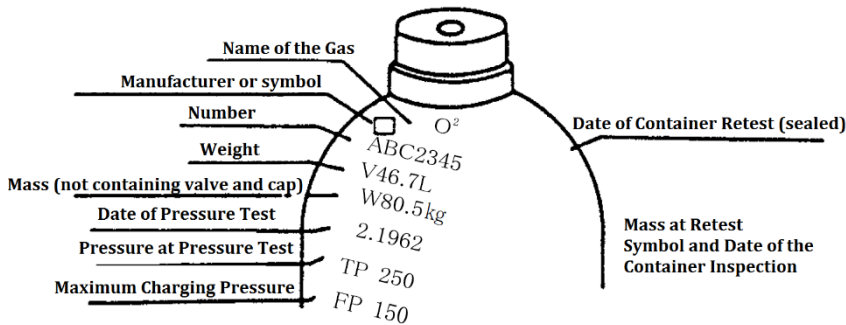 Name of the Gas
Manufacturer or symbol
Number
Weight
Mass (not containing valve and cap)
Date of Pressure Test
Pressure at Pressure Test
Maximum Charging Pressure
O²
ABC2345
V46.7L
W80.5kg
2.1962
TP 250
FP 150
Date of Container Retest (sealed)
Mass at Retest
Symbol and Date of the
Container Inspection